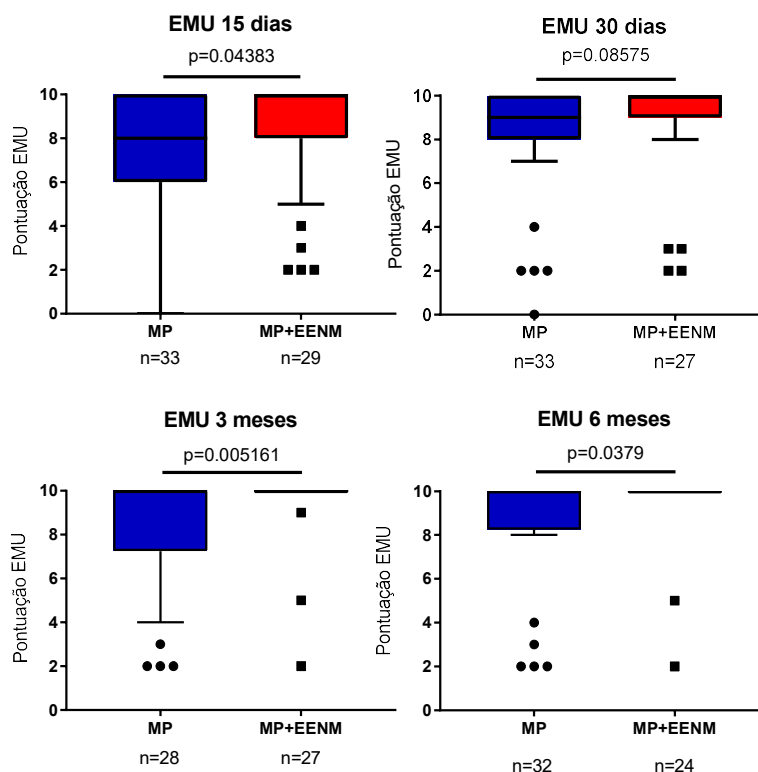 EMU 15 dias
p=0.04383
Pontuação EMU
10
8
6
4
2
0
MP
MP+EENM
n=33
n=29
EMU 30 dias
p=0.08575
Pontuação EMU
10
8
6
4
2
0
MP
MP+EENM
n=33
n=27
EMU 3 meses
p=0.005161
Pontuação EMU
10
8
6
4
2
0
MP
MP+EENM
n=28
n=27
EMU 6 meses
p=0.0379
Pontuação EMU
10
8
6
4
2
0
MP
MP+EENM
n=32
n=24